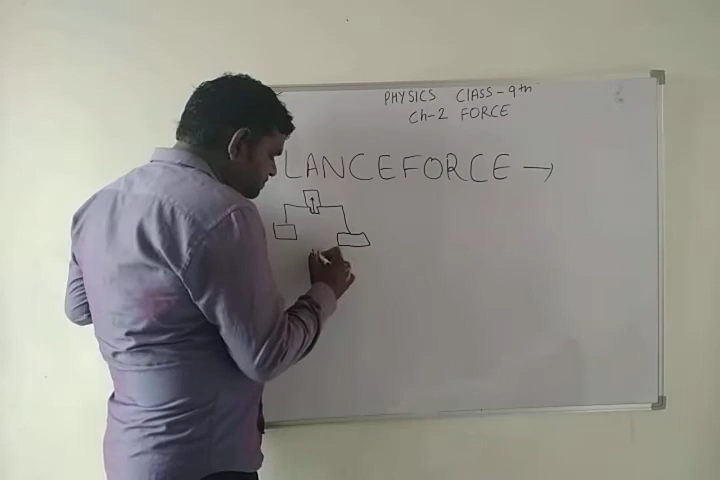 PHYSICS CLASS-9th
Ch-2 FORCE
LANCEFORCE →